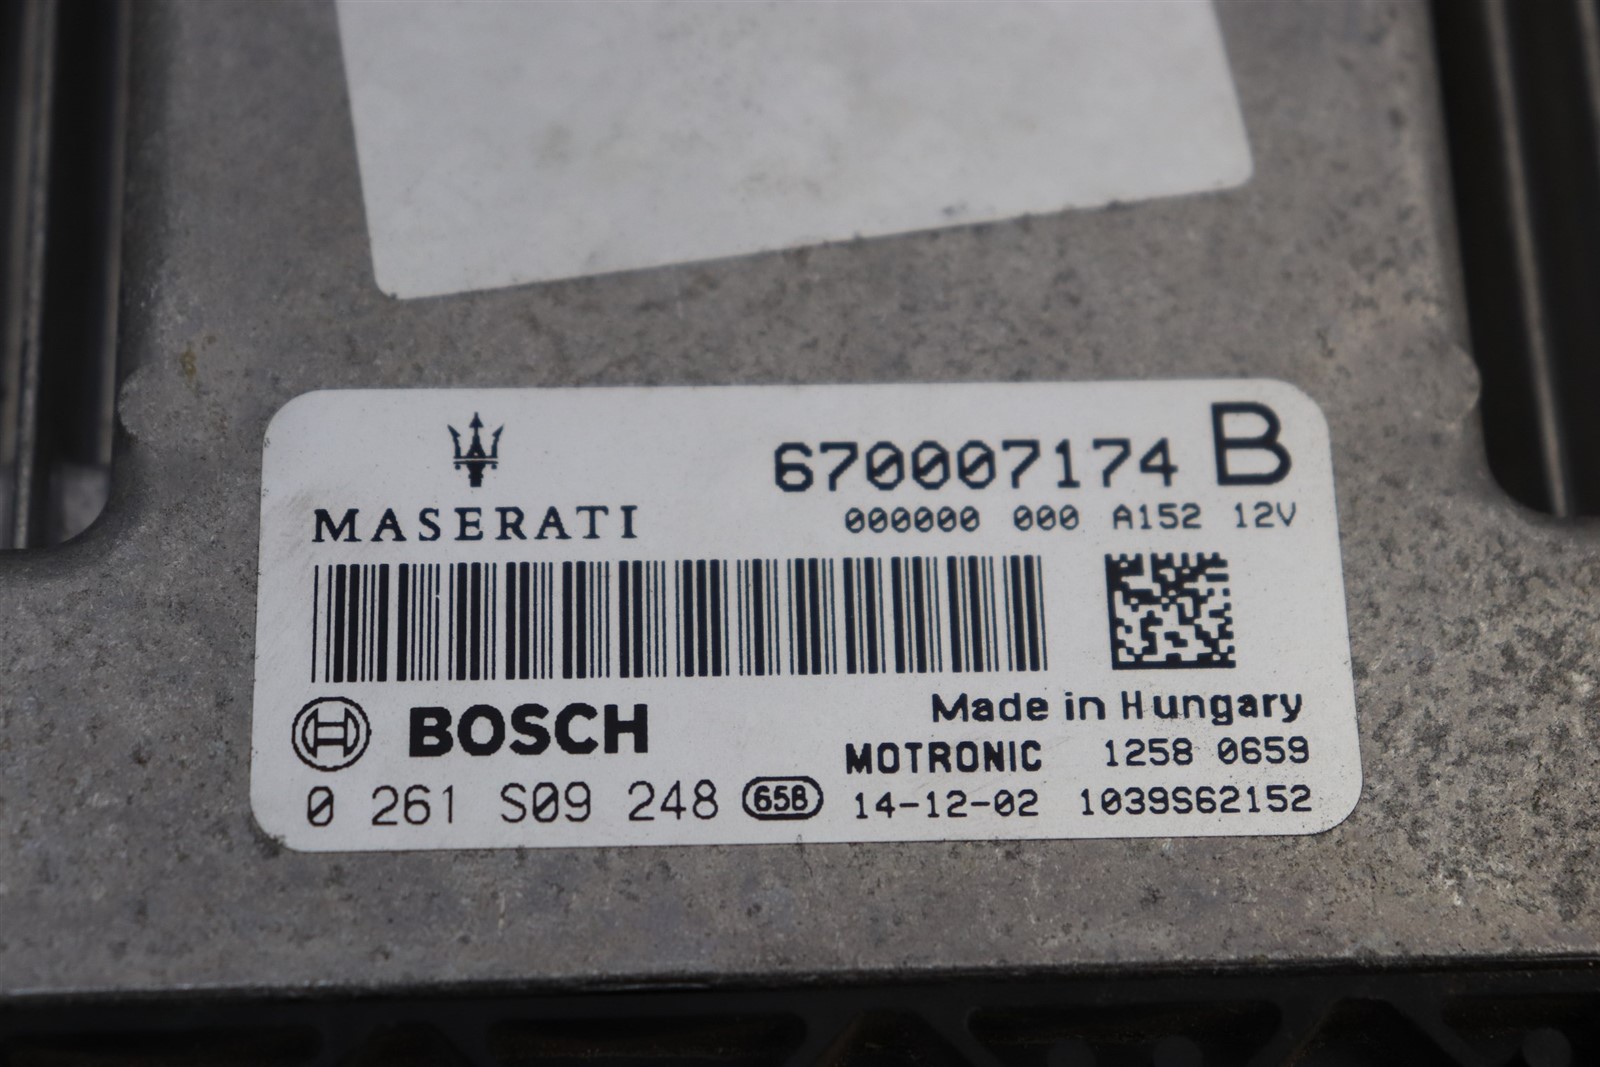 670007174 B
MASERATI
000000 000 A152 12V
BOSCH
Made in Hungary
MOTRONIC 1258 0659
0 261 S09 248 658 14-12-02 1039S62152